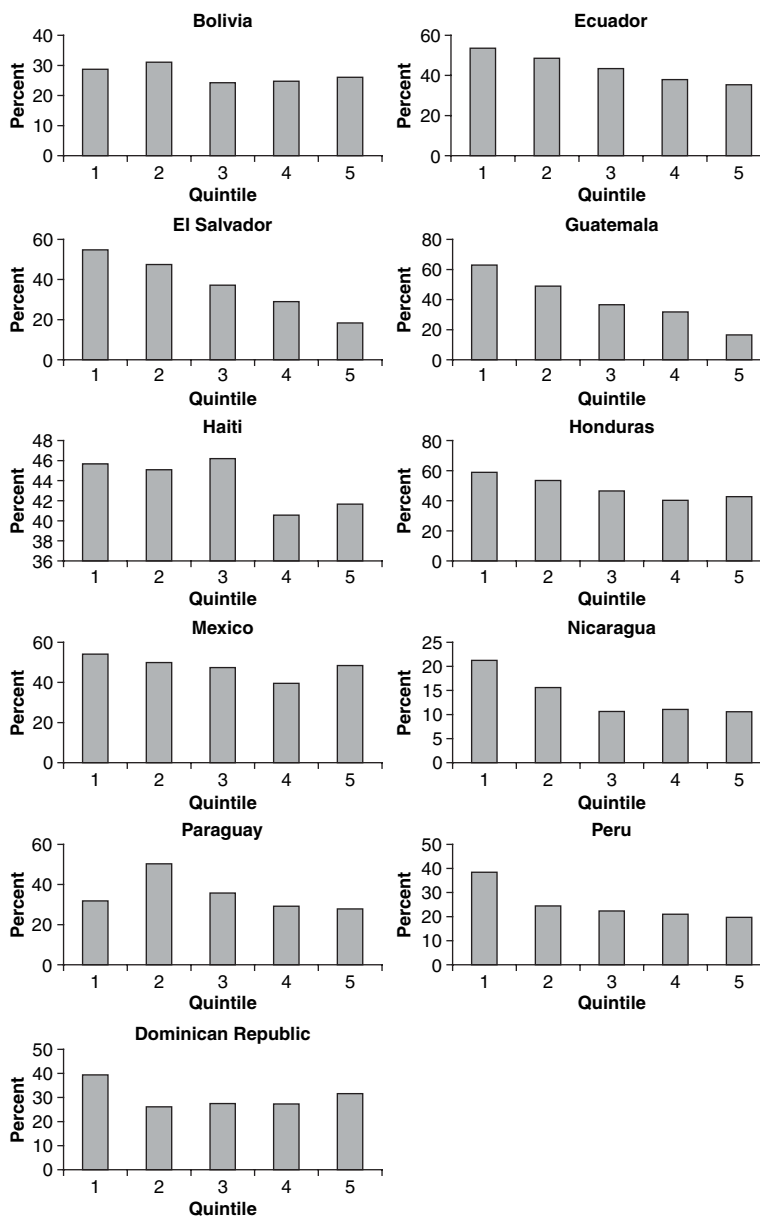 Bolivia
40
30
20
10
0
Percent
1 2 3 4 5
Quintile
Ecuador
60
40
20
0
Percent
1 2 3 4 5
Quintile
El Salvador
60
40
20
0
Percent
1 2 3 4 5
Quintile
Guatemala
80
60
40
20
0
Percent
1 2 3 4 5
Quintile
Haiti
48
46
44
42
40
38
36
Percent
1 2 3 4 5
Quintile
Honduras
80
60
40
20
0
Percent
1 2 3 4 5
Quintile
Mexico
60
40
20
0
Percent
1 2 3 4 5
Quintile
Nicaragua
25
20
15
10
5
0
Percent
1 2 3 4 5
Quintile
Paraguay
60
40
20
0
Percent
1 2 3 4 5
Quintile
Peru
50
40
30
20
10
0
Percent
1 2 3 4 5
Quintile
Dominican Republic
50
40
30
20
10
0
Percent
1 2 3 4 5
Quintile